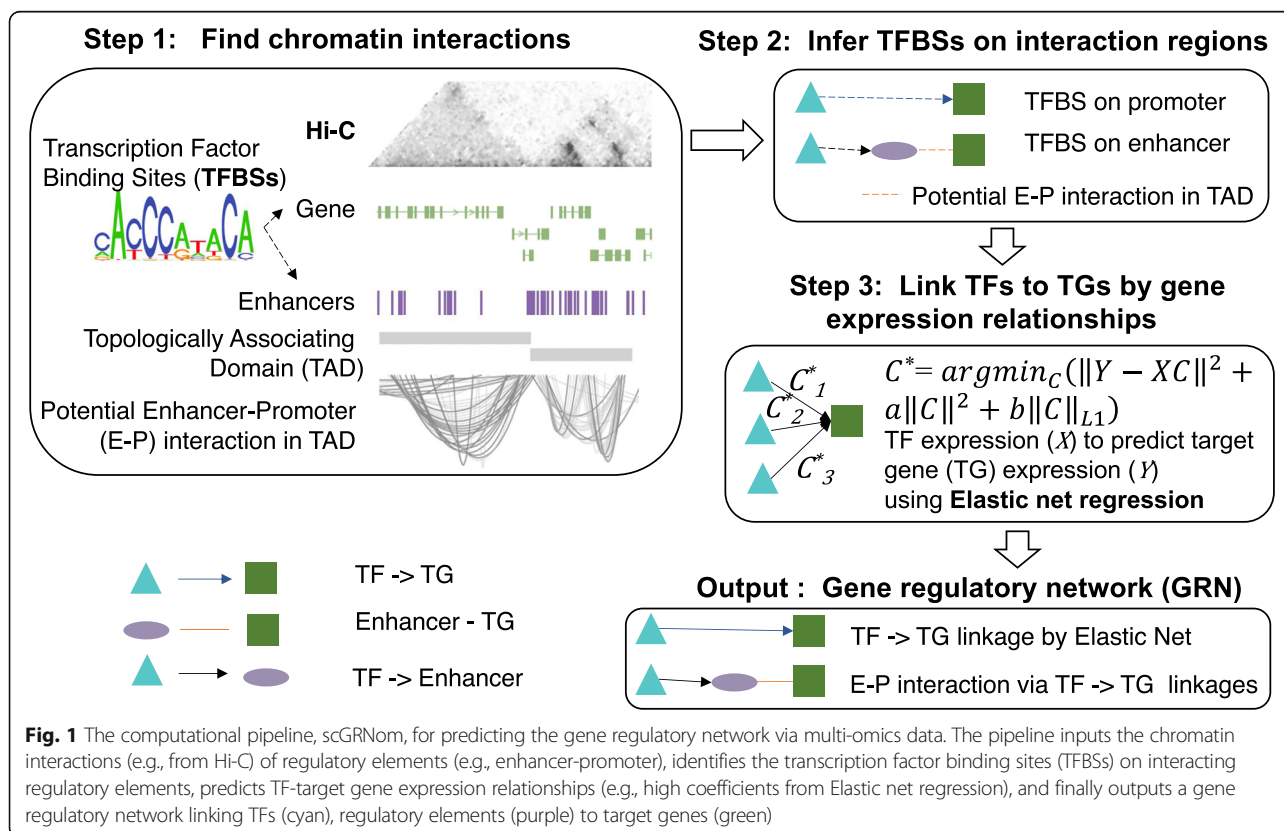 Step 1: Find chromatin interactions
Hi-C
Transcription Factor
Binding Sites (TFBSs)
Gene
Enhancers
Topologically Associating
Domain (TAD)
Potential Enhancer-Promoter
(E-P) interaction in TAD
Step 2: Infer TFBSs on interaction regions
TFBS on promoter
TFBS on enhancer
Potential E-P interaction in TAD
Step 3: Link TFs to TGs by gene
expression relationships
C*1
C*2
C*3
C* = argminC(‖Y − XC‖² +
a‖C‖² + b‖C‖L1)
TF expression (X) to predict target
gene (TG) expression (Y)
using Elastic net regression
TF -> TG
Enhancer - TG
TF -> Enhancer
Output : Gene regulatory network (GRN)
TF -> TG linkage by Elastic Net
E-P interaction via TF -> TG linkages
Fig. 1 The computational pipeline, scGRNom, for predicting the gene regulatory network via multi-omics data. The pipeline inputs the chromatin
interactions (e.g., from Hi-C) of regulatory elements (e.g., enhancer-promoter), identifies the transcription factor binding sites (TFBSs) on interacting
regulatory elements, predicts TF-target gene expression relationships (e.g., high coefficients from Elastic net regression), and finally outputs a gene
regulatory network linking TFs (cyan), regulatory elements (purple) to target genes (green)